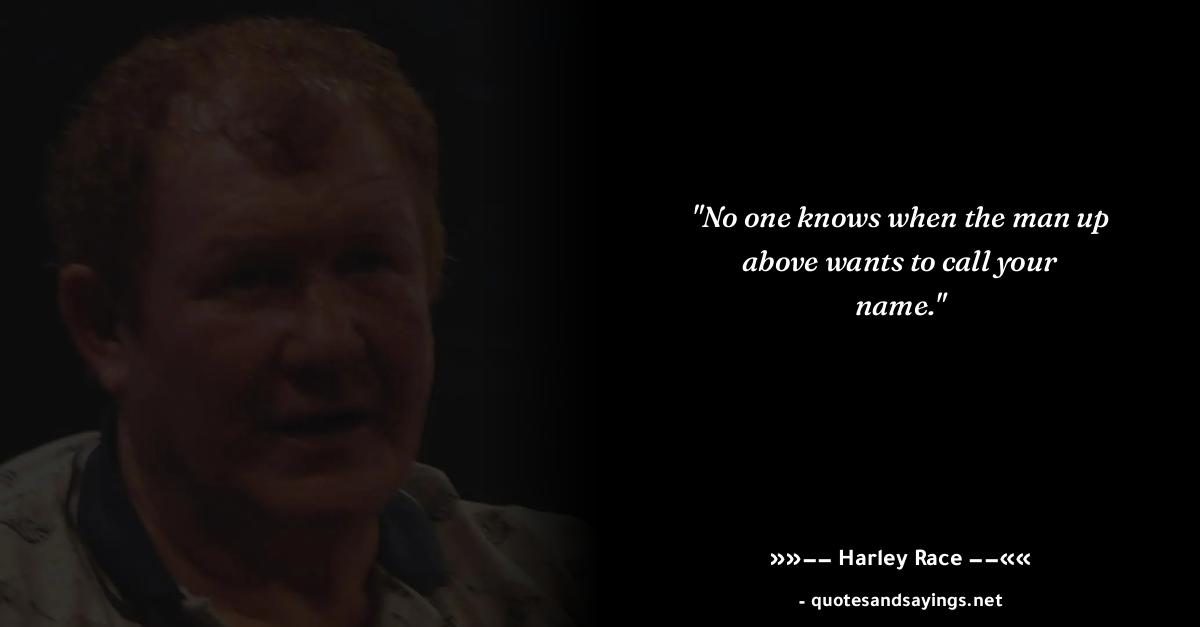 "No one knows when the man up
above wants to call your
name."
»»–– Harley Race ––««
- quotesandsayings.net